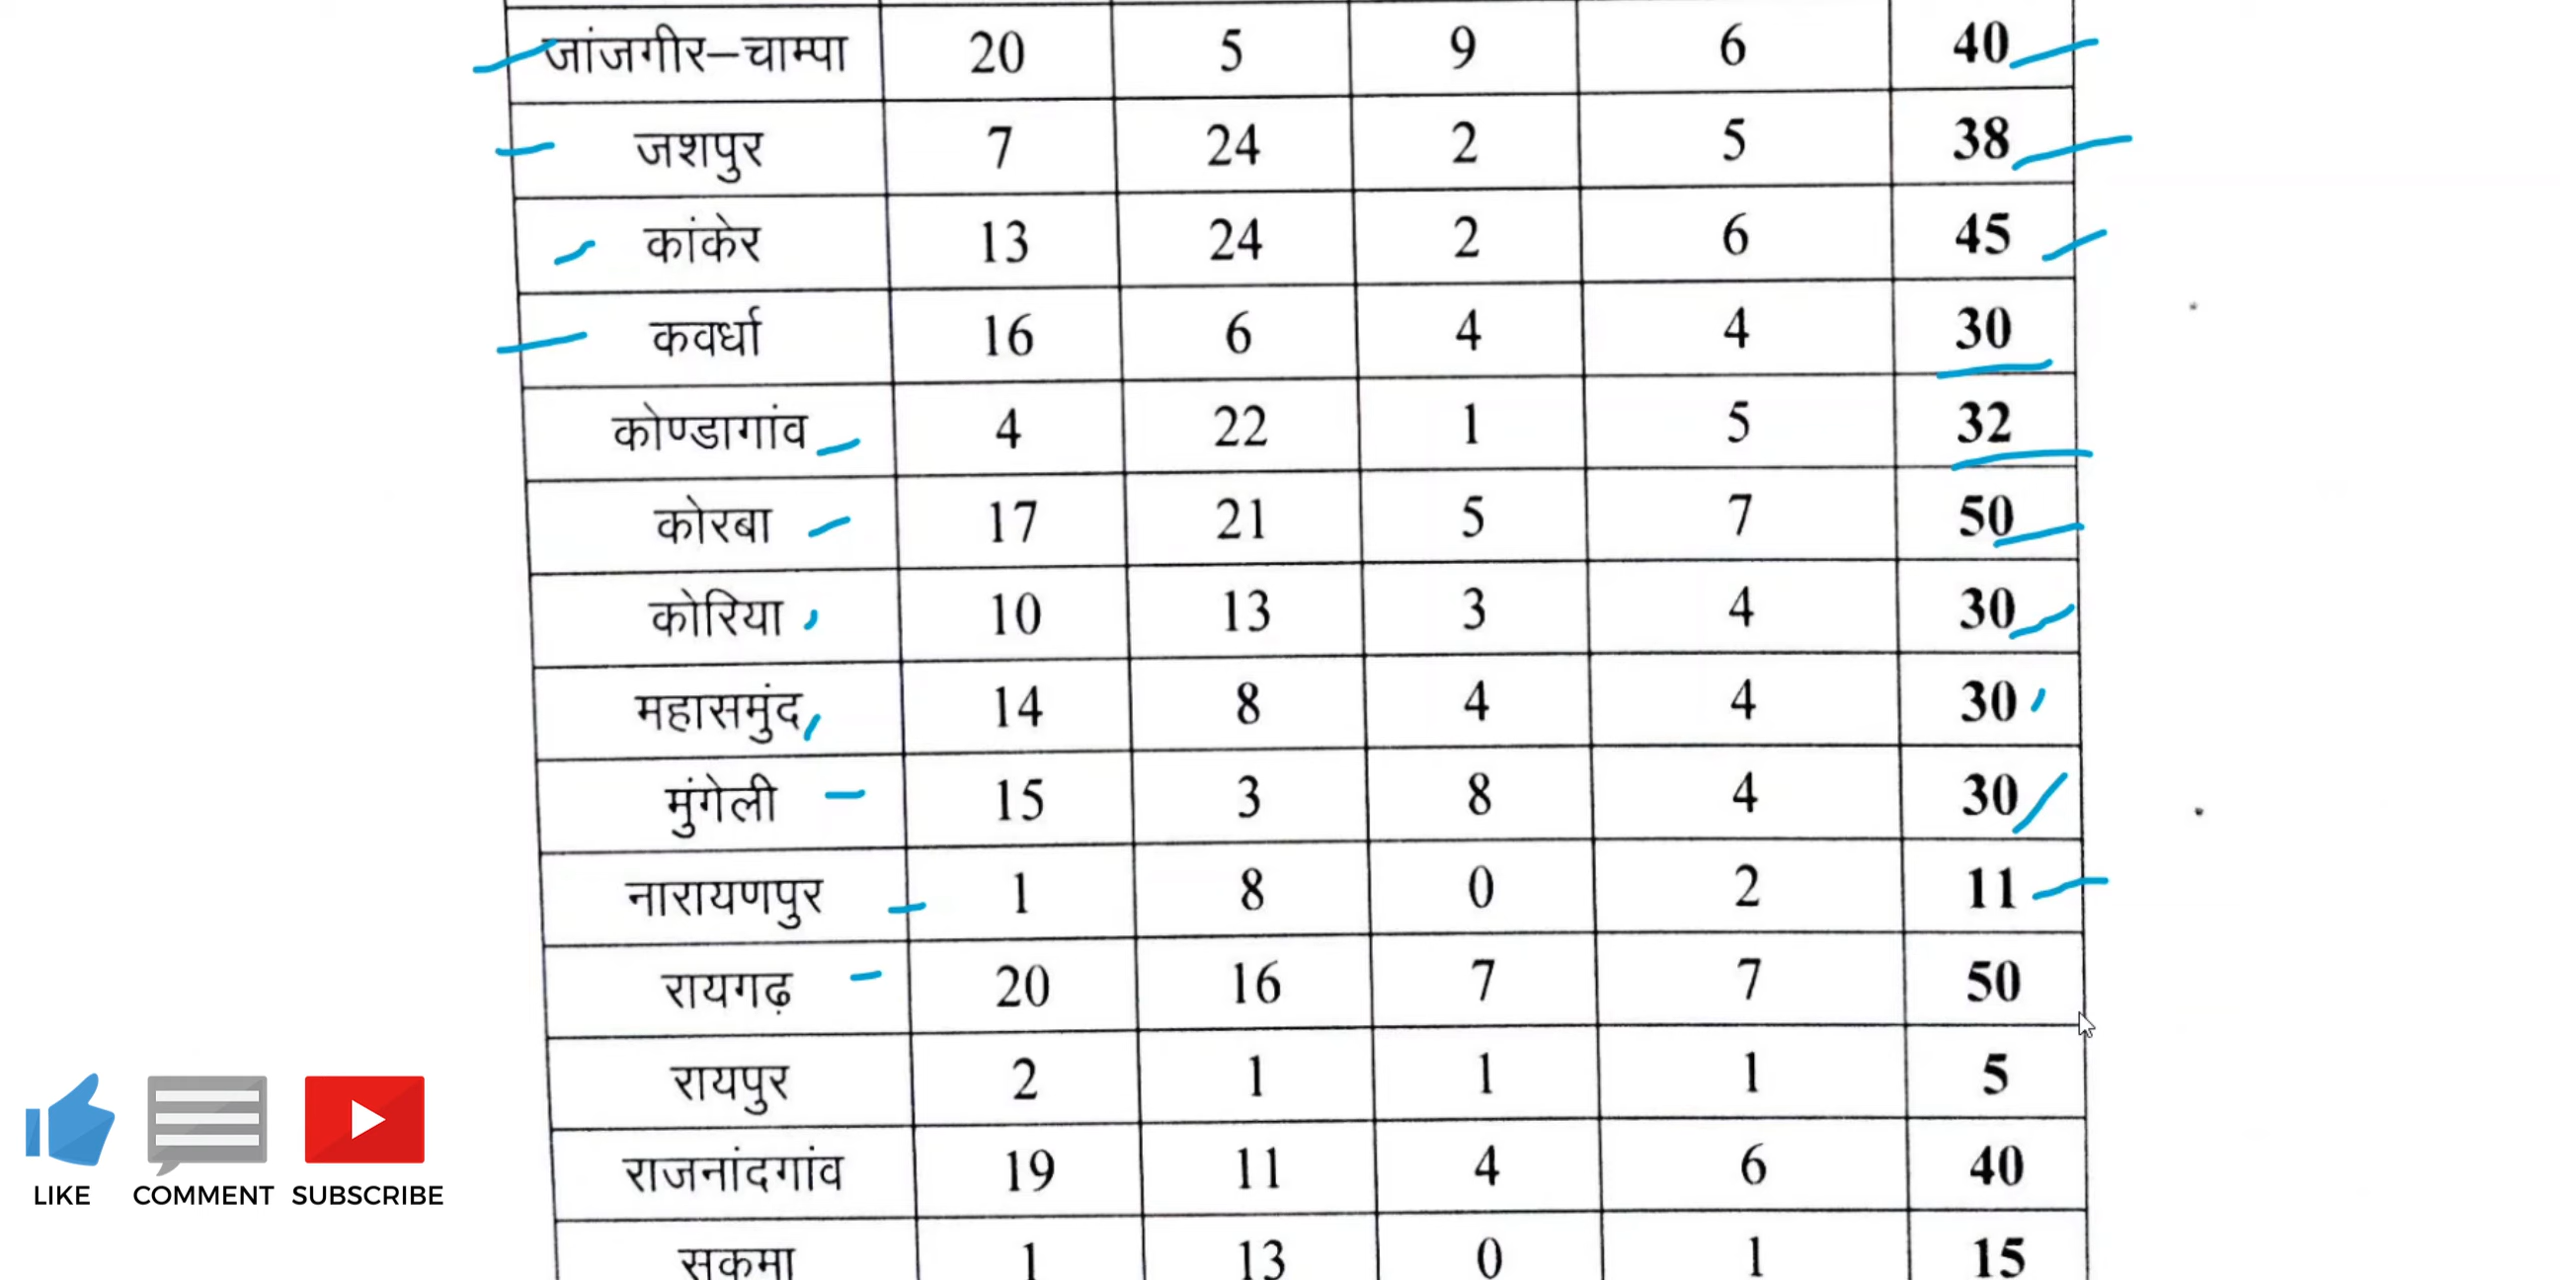 जांजगीर–चाम्पा 20 5 9 6 40
जशपुर 7 24 2 5 38
कांकेर 13 24 2 6 45
कवर्धा 16 6 4 4 30
कोण्डागांव 4 22 1 5 32
कोरबा 17 21 5 7 50
कोरिया 10 13 3 4 30
महासमुंद 14 8 4 4 30
मुंगेली 15 3 8 4 30
नारायणपुर 1 8 0 2 11
रायगढ़ 20 16 7 7 50
रायपुर 2 1 1 1 5
राजनांदगांव 19 11 4 6 40
सुकमा 1 13 0 1 15
LIKE COMMENT SUBSCRIBE